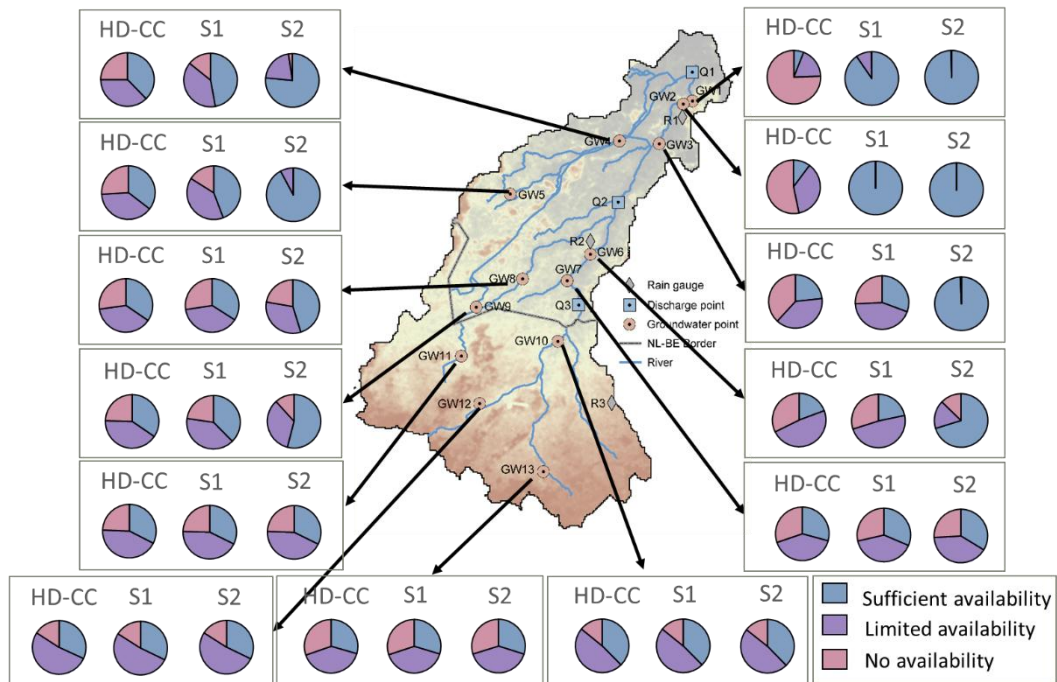 HD-CC S1 S2
HD-CC S1 S2
HD-CC S1 S2
HD-CC S1 S2
HD-CC S1 S2
HD-CC S1 S2
HD-CC S1 S2
HD-CC S1 S2
HD-CC S1 S2
HD-CC S1 S2
HD-CC S1 S2
HD-CC S1 S2
HD-CC S1 S2
Q1
GW2 GW1
R1
GW4 GW3
GW5
Q2
R2
GW6
GW8 GW7
GW9 Q3
GW10
GW11
GW12 R3
GW13
Rain gauge
Discharge point
Groundwater point
NL-BE Border
River
Sufficient availability
Limited availability
No availability